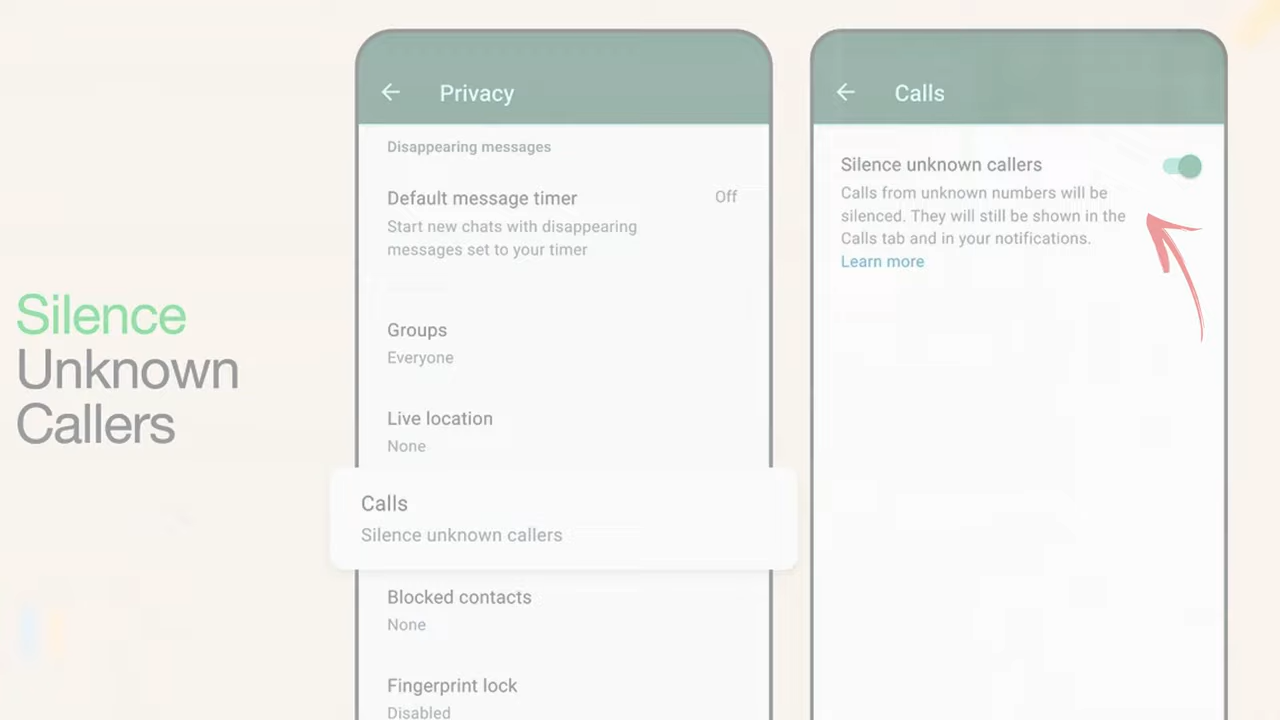 Silence
Unknown
Callers
Privacy
Disappearing messages
Default message timer
Off
Start new chats with disappearing
messages set to your timer
Groups
Everyone
Live location
None
Calls
Silence unknown callers
Blocked contacts
None
Fingerprint lock
Disabled
Calls
Silence unknown callers
Calls from unknown numbers will be
silenced. They will still be shown in the
Calls tab and in your notifications.
Learn more